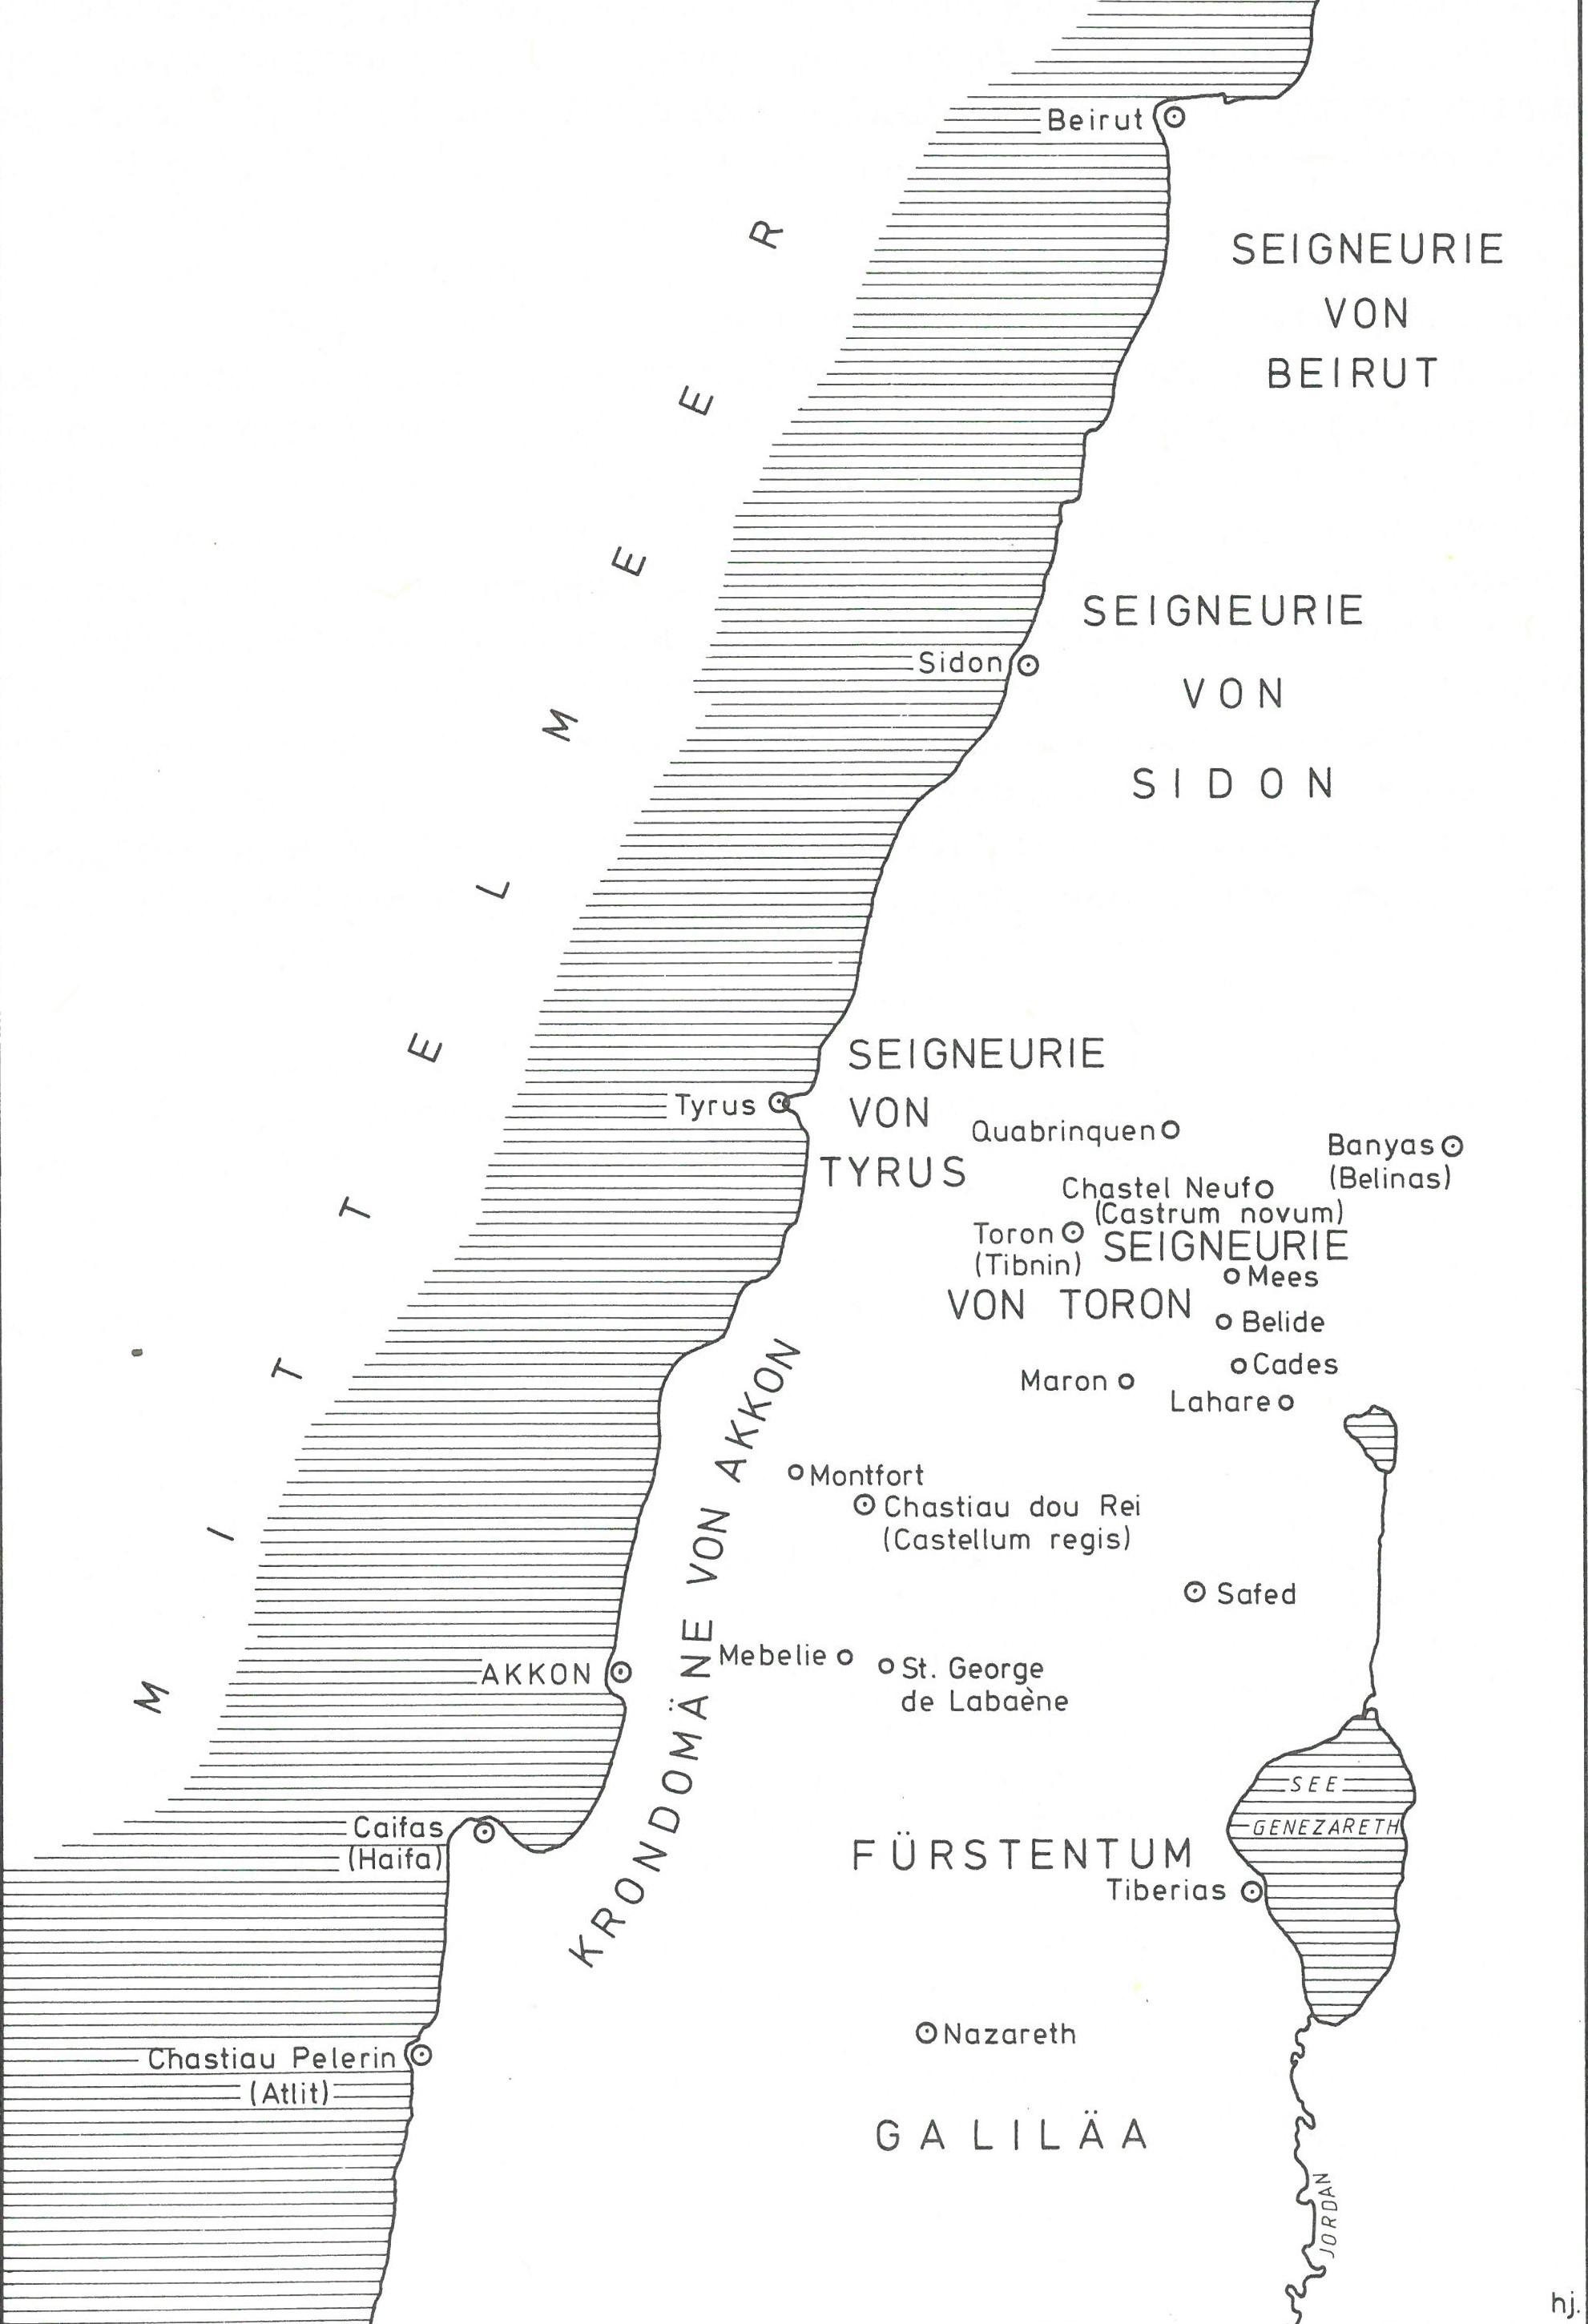 Beirut
SEIGNEURIE
VON
BEIRUT
MITTELMEER
SEIGNEURIE
Sidon
VON
SIDON
SEIGNEURIE
Tyrus
VON
Quabrinquen
Banyas
(Belinas)
TYRUS
Chastel Neuf
(Castrum novum)
Toron
(Tibnin)
SEIGNEURIE
Mees
VON TORON
Belide
Cades
Maron
Lahare
KRONDOMÄNE VON AKKON
Montfort
Chastiau dou Rei
(Castellum regis)
Safed
Mebelie
St. George
de Labaène
AKKON
SEE
GENEZARETH
Caifas
(Haifa)
FÜRSTENTUM
Tiberias
Nazareth
Chastiau Pelerin
(Atlit)
GALILÄA
JORDAN
hj.